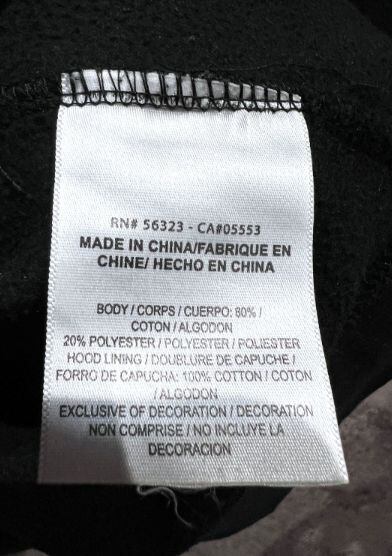 RN# 56323 - CA#05553
MADE IN CHINA/FABRIQUE EN
CHINE/ HECHO EN CHINA
BODY / CORPS / CUERPO: 80% /
COTON / ALGODON
20% POLYESTER / POLYESTER / POLIESTER
HOOD LINING / DOUBLURE DE CAPUCHE /
FORRO DE CAPUCHA: 100% COTTON / COTON
/ ALGODON
EXCLUSIVE OF DECORATION / DECORATION
NON COMPRISE / NO INCLUYE LA
DECORACION